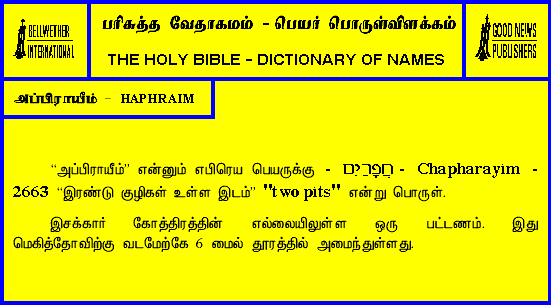 BELLWETHER
INTERNATIONAL
பரிசுத்த வேதாகமம் - பெயர் பொருள்விளக்கம்
THE HOLY BIBLE - DICTIONARY OF NAMES
GOOD NEWS
PUBLISHERS
அப்பிராயீம் - HAPHRAIM
“அப்பிராயீம்” என்னும் எபிரெய பெயருக்கு - חֲפָרַיִם - Chapharayim -
2663 “இரண்டு குழிகள் உள்ள இடம்” "two pits" என்று பொருள்.
இசக்கார் கோத்திரத்தின் எல்லையிலுள்ள ஒரு பட்டணம். இது
மெகித்தோவிற்கு வடமேற்கே 6 மைல் தூரத்தில் அமைந்துள்ளது.